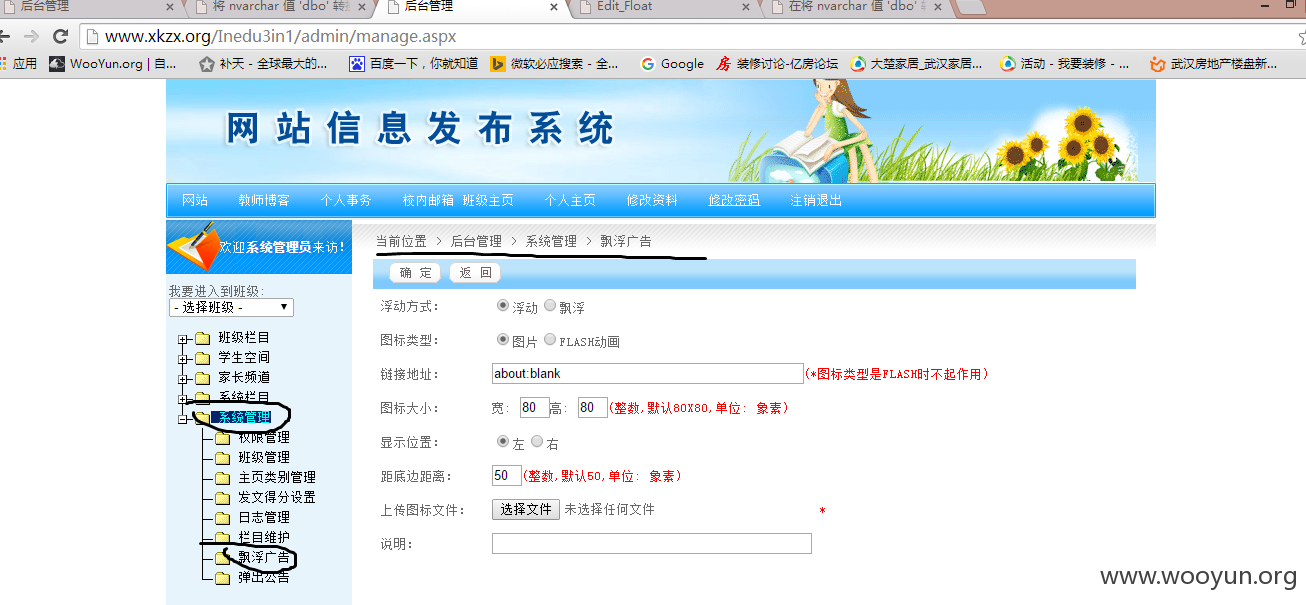 后台管理 × 将 nvarchar 值 'dbo' 转 × 后台管理 × Edit_Float × 在将 nvarchar 值 'dbo' ×
www.xkzx.org/Inedu3in1/admin/manage.aspx
应用 WooYun.org | 自... 补天 - 全球最大的... 百度一下，你就知道 微软必应搜索 - 全... Google 装修讨论-亿房论坛 大楚家居_武汉家居... 活动 - 我要装修 - ... 武汉房地产楼盘新...
网站信息发布系统
网站 教师博客 个人事务 校内邮箱 班级主页 个人主页 修改资料 修改密码 注销退出
欢迎系统管理员来访!
当前位置 > 后台管理 > 系统管理 > 飘浮广告
确 定 返 回
我要进入到班级:
- 选择班级 -
班级栏目
学生空间
家长频道
系统栏目
系统管理
权限管理
班级管理
主页类别管理
发文得分设置
日志管理
栏目维护
飘浮广告
弹出公告
浮动方式: 浮动 飘浮
图标类型: 图片 FLASH动画
链接地址: about:blank (*图标类型是FLASH时不起作用)
图标大小: 宽: 80 高: 80 (整数,默认80X80,单位: 象素)
显示位置: 左 右
距底边距离: 50 (整数,默认50,单位: 象素)
上传图标文件: 选择文件 未选择任何文件 *
说明:
www.wooyun.org